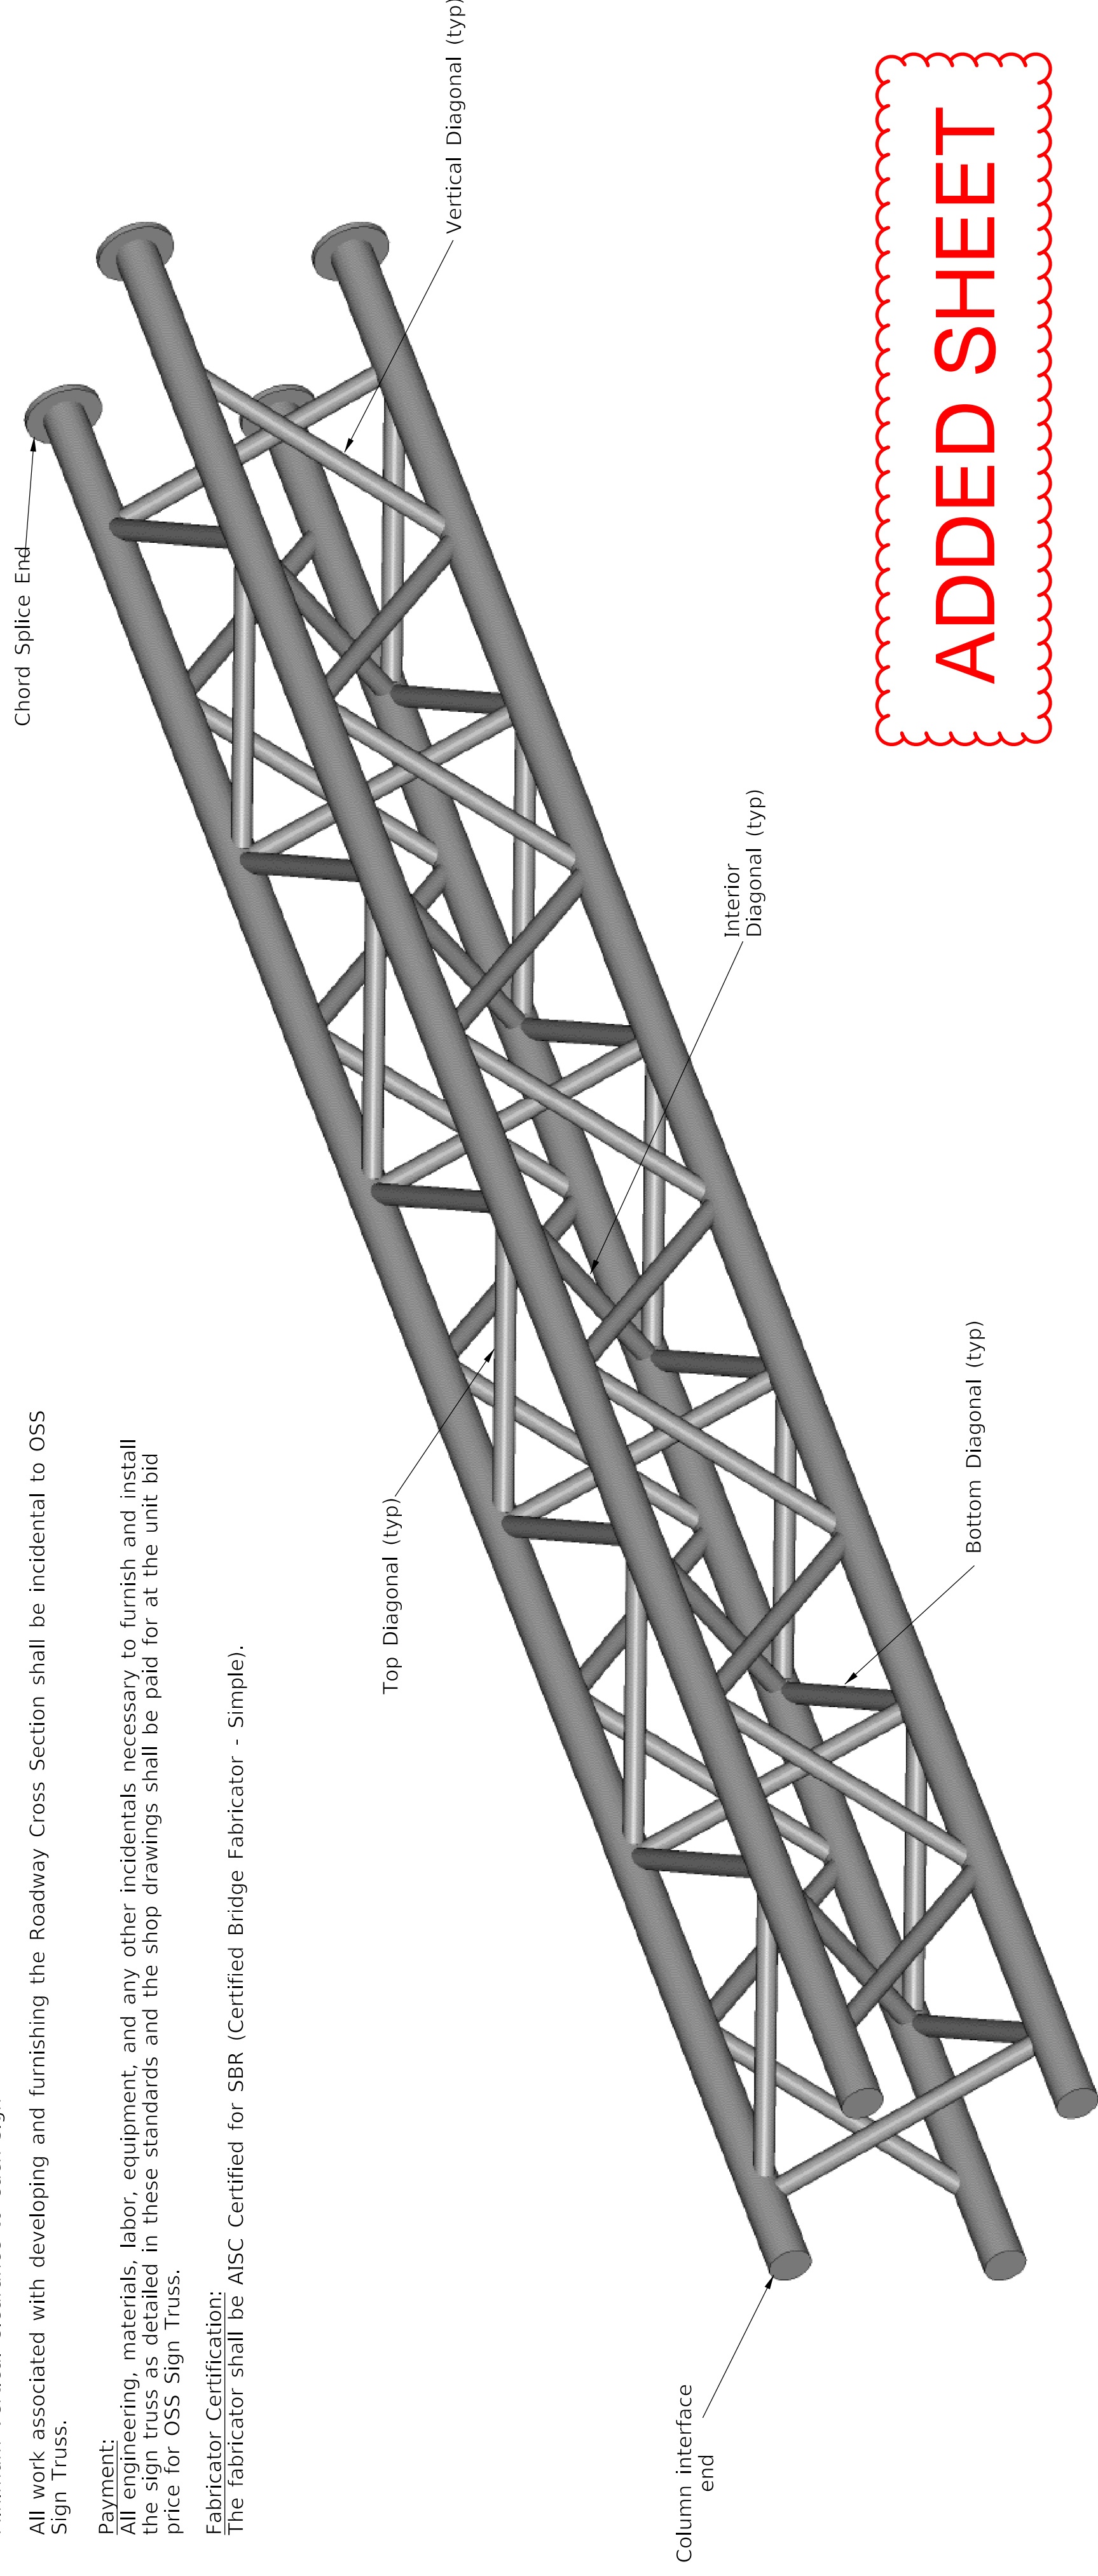 All work associated with developing and furnishing the Roadway Cross Section shall be incidental to OSS
Sign Truss.
Payment:
All engineering, materials, labor, equipment, and any other incidentals necessary to furnish and install
the sign truss as detailed in these standards and the shop drawings shall be paid for at the unit bid
price for OSS Sign Truss.
Fabricator Certification:
The fabricator shall be AISC Certified for SBR (Certified Bridge Fabricator - Simple).
Chord Splice End
Vertical Diagonal (typ)
Top Diagonal (typ)
Interior
Diagonal (typ)
Bottom Diagonal (typ)
Column interface
end
ADDED SHEET